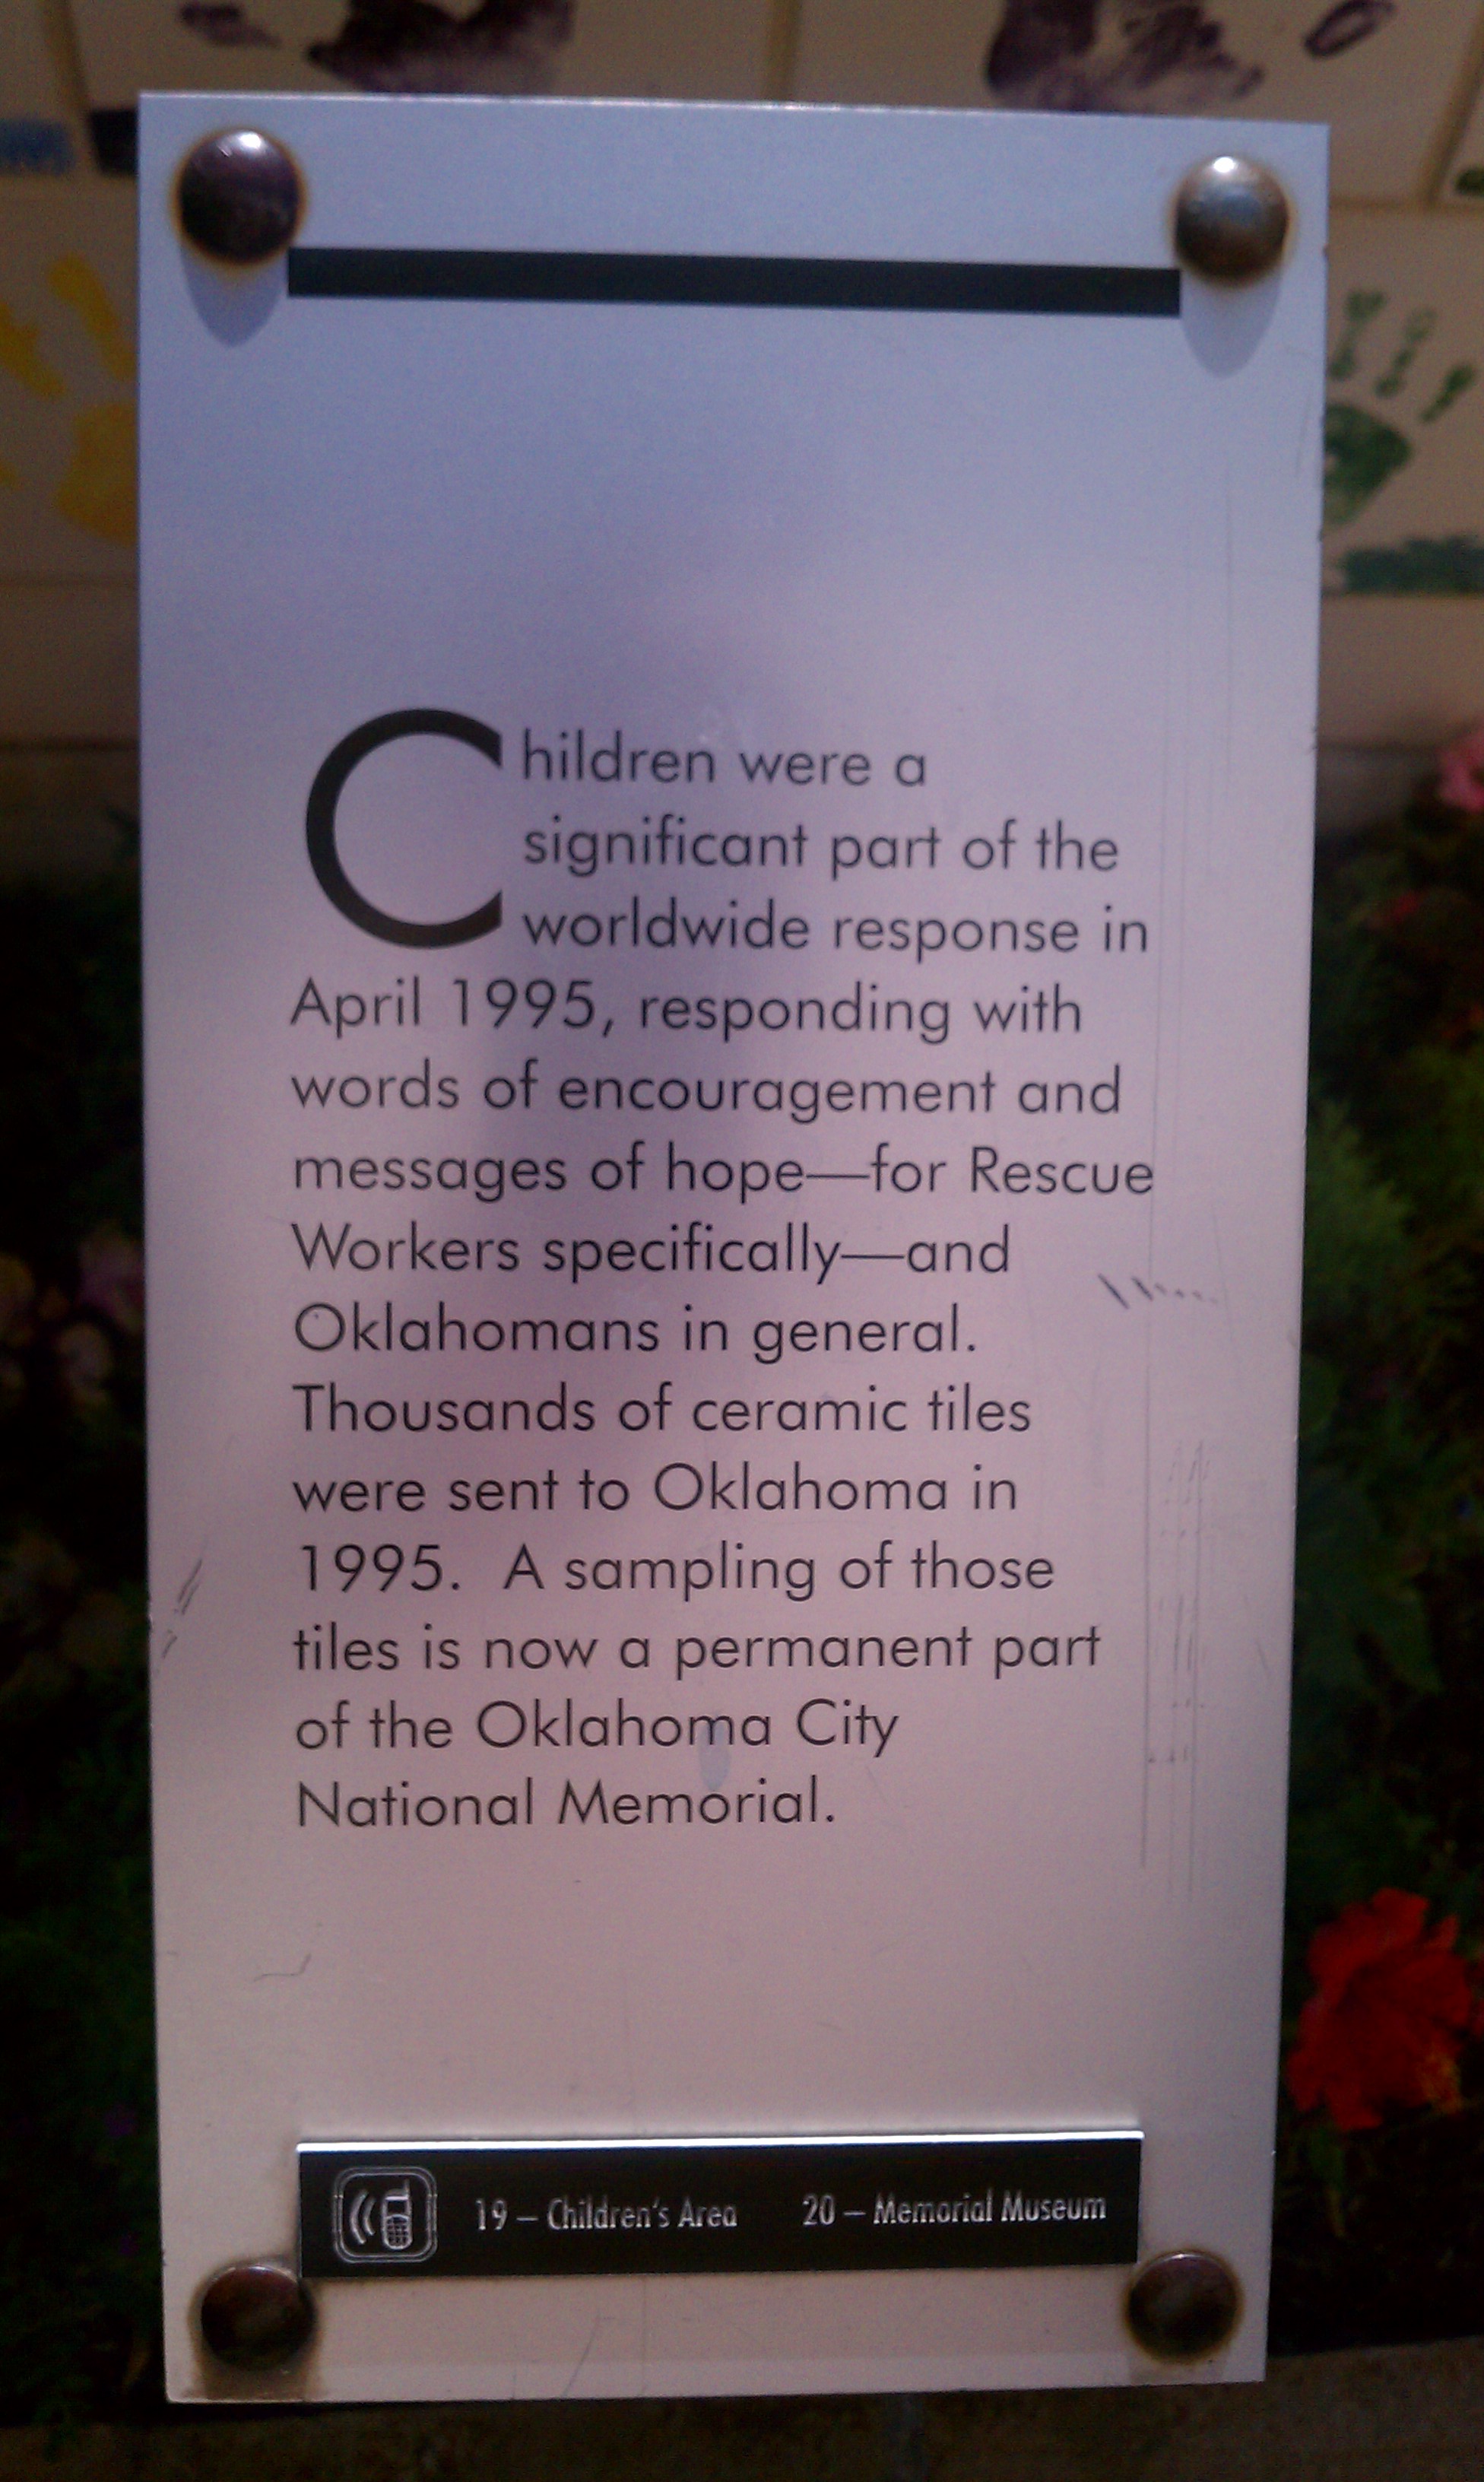 Children were a
significant part of the
worldwide response in
April 1995, responding with
words of encouragement and
messages of hope—for Rescue
Workers specifically—and
Oklahomans in general.
Thousands of ceramic tiles
were sent to Oklahoma in
1995.  A sampling of those
tiles is now a permanent part
of the Oklahoma City
National Memorial.
19 – Children's Area 20 – Memorial Museum